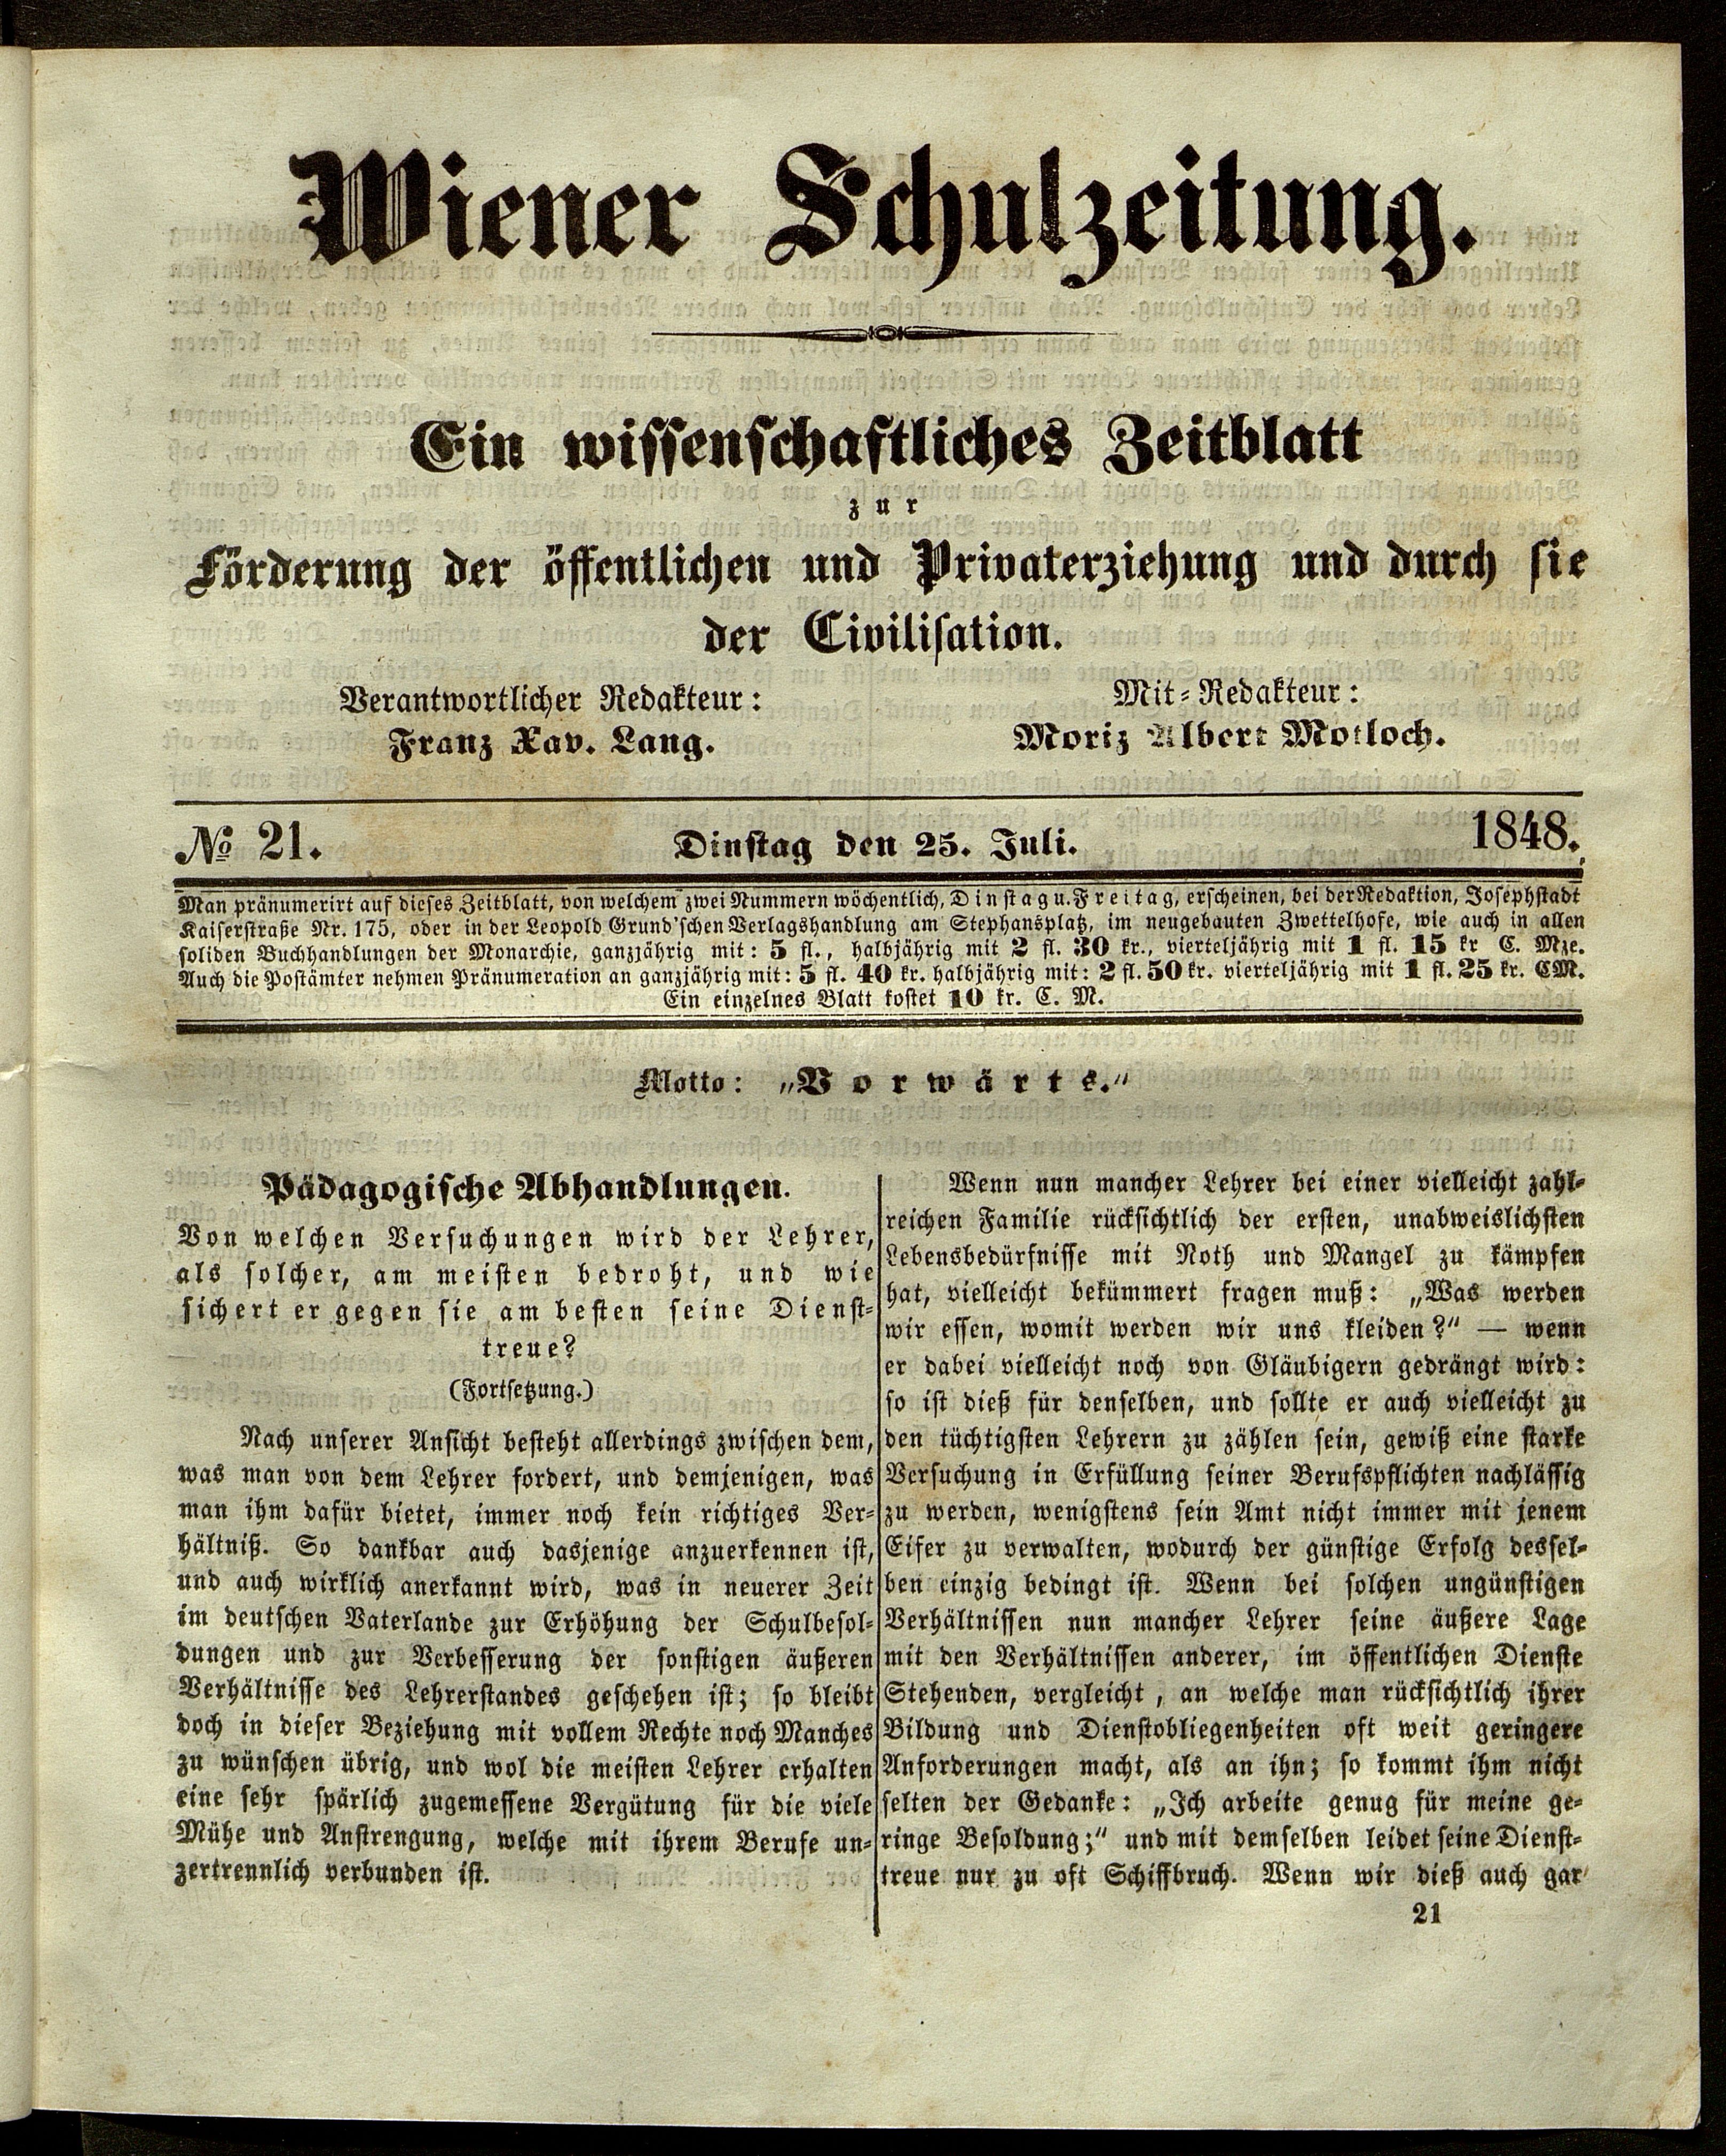 Wiener Schulzeitung.
Ein wissenschaftliches Zeitblatt
zur
Förderung der öffentlichen und Privaterziehung und durch sie
der Civilisation.
Verantwortlicher Redakteur:
Franz Xav. Lang.
Mit-Redakteur:
Moriz Albert Motloch.
No 21.
Dinstag den 25. Juli.
1848.
Man pränumerirt auf dieses Zeitblatt, von welchem zwei Nummern wöchentlich, Dinstag u. Freitag, erscheinen, bei der Redaktion, Josephstadt
Kaiserstraße Nr. 175, oder in der Leopold Grund'schen Verlagshandlung am Stephansplatz, im neugebauten Zwettelhofe, wie auch in allen
soliden Buchhandlungen der Monarchie, ganzjährig mit: 5 fl., halbjährig mit 2 fl. 30 kr., vierteljährig mit 1 fl. 15 kr C. Mze.
Auch die Postämter nehmen Pränumeration an ganzjährig mit: 5 fl. 40 kr. halbjährig mit: 2 fl. 50 kr. vierteljährig mit 1 fl. 25 kr. CM.
Ein einzelnes Blatt kostet 10 kr. C. M.
Motto: „Vorwärts.“
Pädagogische Abhandlungen.
Von welchen Versuchungen wird der Lehrer,
als solcher, am meisten bedroht, und wie
sichert er gegen sie am besten seine Dienst-
treue?
(Fortsetzung.)
Nach unserer Ansicht besteht allerdings zwischen dem,
was man von dem Lehrer fordert, und demjenigen, was
man ihm dafür bietet, immer noch kein richtiges Ver-
hältniß. So dankbar auch dasjenige anzuerkennen ist,
und auch wirklich anerkannt wird, was in neuerer Zeit
im deutschen Vaterlande zur Erhöhung der Schulbesol-
dungen und zur Verbesserung der sonstigen äußeren
Verhältnisse des Lehrerstandes geschehen ist; so bleibt
doch in dieser Beziehung mit vollem Rechte noch Manches
zu wünschen übrig, und wol die meisten Lehrer erhalten
eine sehr spärlich zugemessene Vergütung für die viele
Mühe und Anstrengung, welche mit ihrem Berufe un-
zertrennlich verbunden ist.
Wenn nun mancher Lehrer bei einer vielleicht zahl-
reichen Familie rücksichtlich der ersten, unabweislichsten
Lebensbedürfnisse mit Noth und Mangel zu kämpfen
hat, vielleicht bekümmert fragen muß: „Was werden
wir essen, womit werden wir uns kleiden?“ — wenn
er dabei vielleicht noch von Gläubigern gedrängt wird:
so ist dieß für denselben, und sollte er auch vielleicht zu
den tüchtigsten Lehrern zu zählen sein, gewiß eine starke
Versuchung in Erfüllung seiner Berufspflichten nachlässig
zu werden, wenigstens sein Amt nicht immer mit jenem
Eifer zu verwalten, wodurch der günstige Erfolg dessel-
ben einzig bedingt ist. Wenn bei solchen ungünstigen
Verhältnissen nun mancher Lehrer seine äußere Lage
mit den Verhältnissen anderer, im öffentlichen Dienste
Stehenden, vergleicht, an welche man rücksichtlich ihrer
Bildung und Dienstobliegenheiten oft weit geringere
Anforderungen macht, als an ihn; so kommt ihm nicht
selten der Gedanke: „Ich arbeite genug für meine ge-
ringe Besoldung;“ und mit demselben leidet seine Dienst-
treue nur zu oft Schiffbruch. Wenn wir dieß auch gar
21